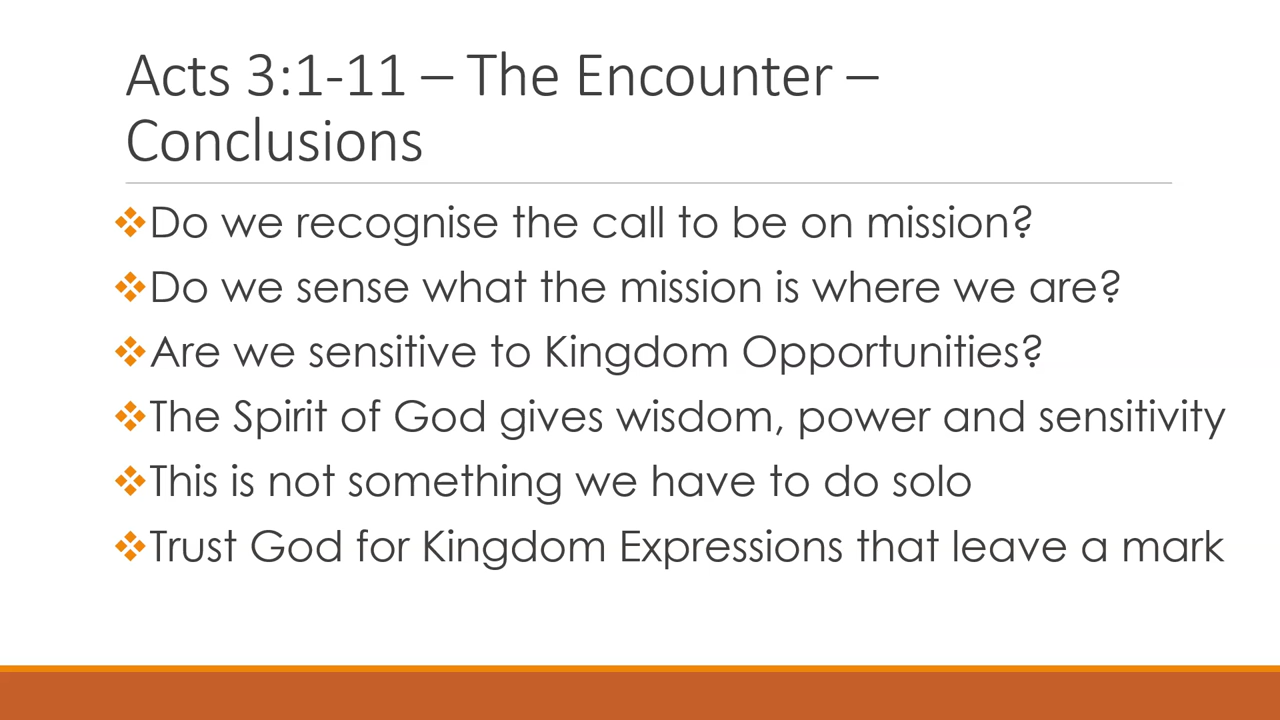 Acts 3:1-11 – The Encounter –
Conclusions
❖Do we recognise the call to be on mission?
❖Do we sense what the mission is where we are?
❖Are we sensitive to Kingdom Opportunities?
❖The Spirit of God gives wisdom, power and sensitivity
❖This is not something we have to do solo
❖Trust God for Kingdom Expressions that leave a mark